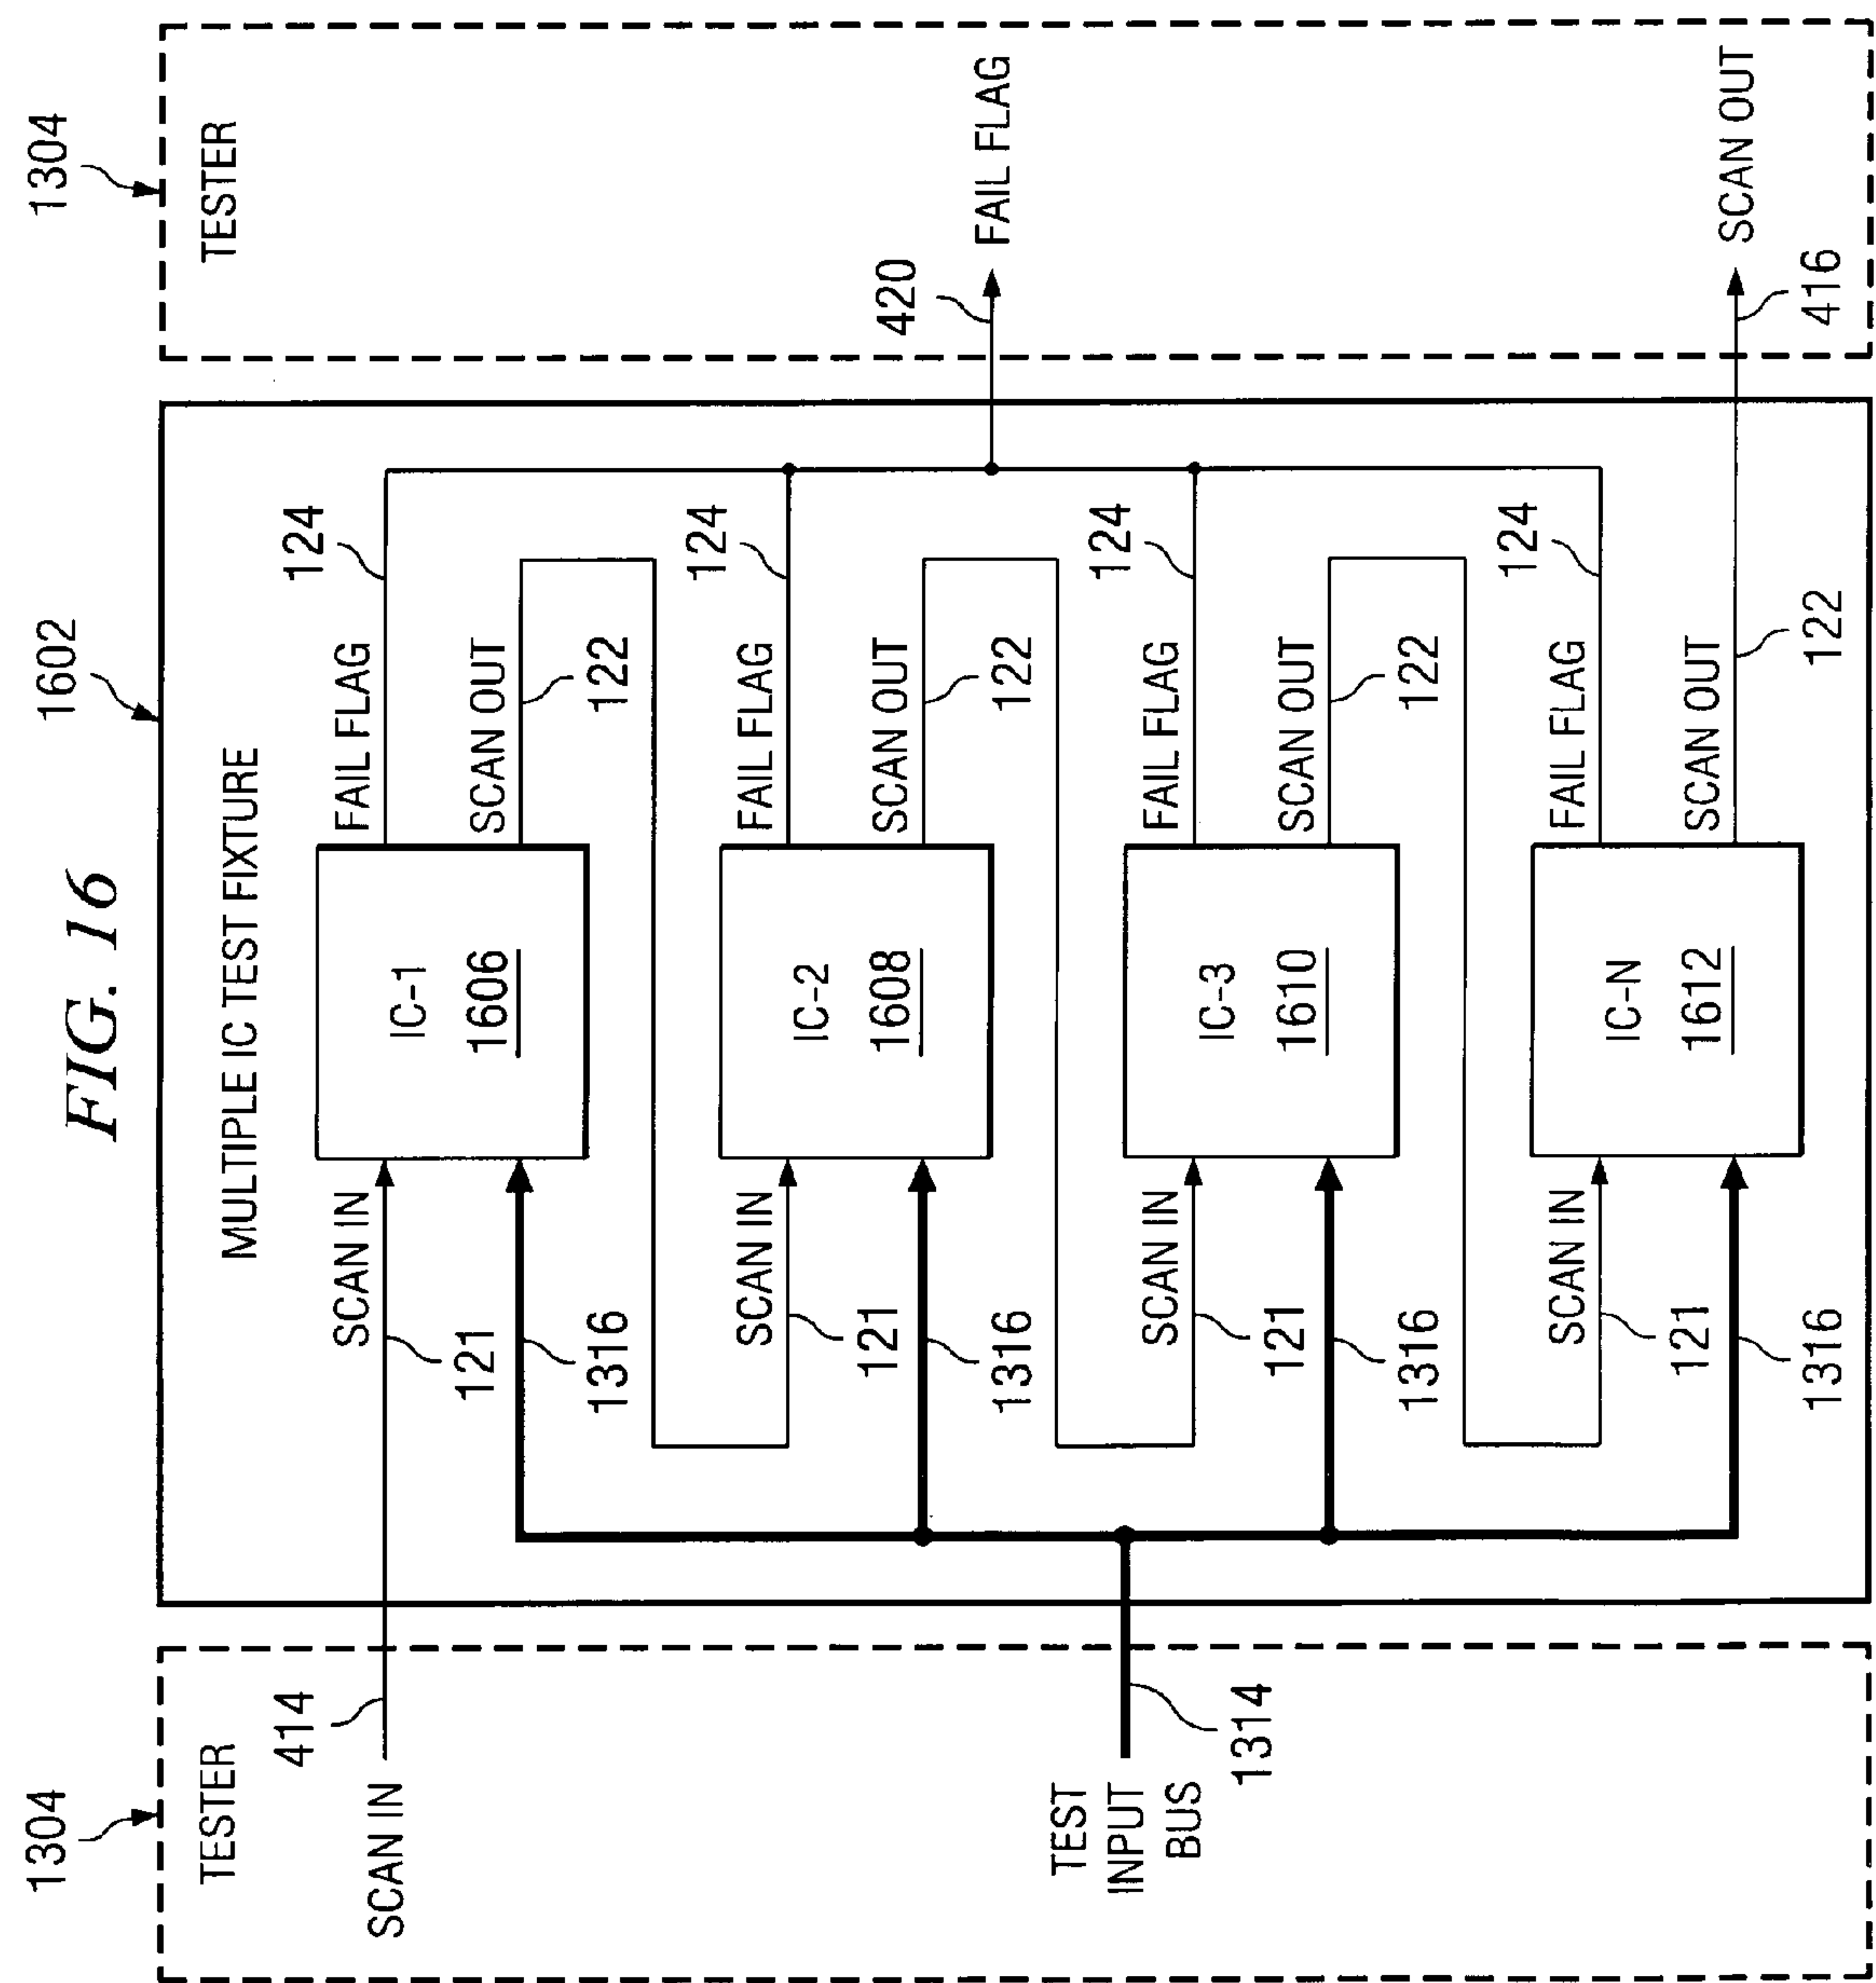 FIG. 16
1304
1602
1304
TESTER
MULTIPLE IC TEST FIXTURE
TESTER
414
SCAN IN
SCAN IN
121
1316
IC-1
1606
FAIL FLAG
124
SCAN OUT
122
SCAN IN
121
1316
IC-2
1608
FAIL FLAG
124
SCAN OUT
122
420
FAIL FLAG
TEST
INPUT
BUS
1314
SCAN IN
121
1316
IC-3
1610
FAIL FLAG
124
SCAN OUT
122
SCAN IN
121
1316
IC-N
1612
FAIL FLAG
124
SCAN OUT
122
SCAN OUT
416